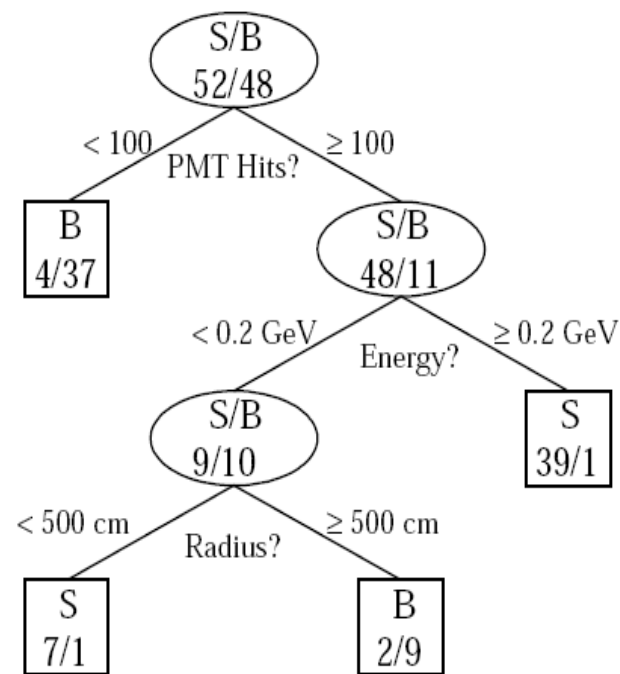 S/B
52/48
< 100
≥ 100
PMT Hits?
B
4/37
S/B
48/11
< 0.2 GeV
≥ 0.2 GeV
Energy?
S/B
9/10
S
39/1
< 500 cm
≥ 500 cm
Radius?
S
7/1
B
2/9